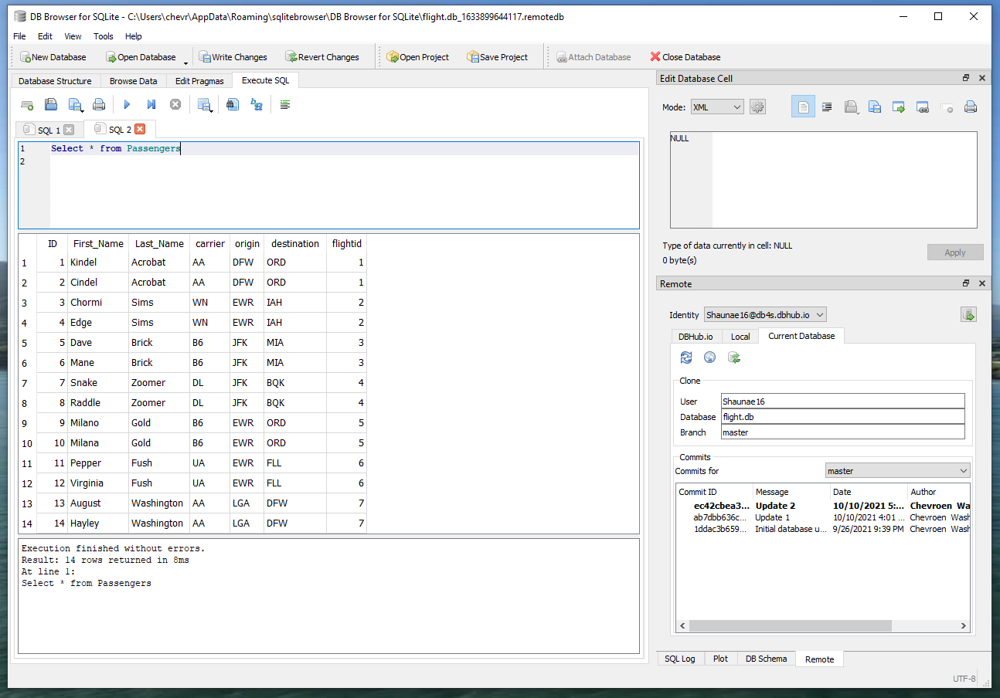 DB Browser for SQLite - C:\Users\chevr\AppData\Roaming\sqlitebrowser\DB Browser for SQLite\flight.db_1633899644117.remotedb
File Edit View Tools Help
New Database Open Database Write Changes Revert Changes Open Project Save Project Attach Database Close Database
Database Structure Browse Data Edit Pragmas Execute SQL
SQL 1 SQL 2
1 Select * from Passengers
2
ID First_Name Last_Name carrier origin destination flightid
1 1 Kindel Acrobat AA DFW ORD 1
2 2 Cindel Acrobat AA DFW ORD 1
3 3 Chormi Sims WN EWR IAH 2
4 4 Edge Sims WN EWR IAH 2
5 5 Dave Brick B6 JFK MIA 3
6 6 Mane Brick B6 JFK MIA 3
7 7 Snake Zoomer DL JFK BQK 4
8 8 Raddle Zoomer DL JFK BQK 4
9 9 Milano Gold B6 EWR ORD 5
10 10 Milana Gold B6 EWR ORD 5
11 11 Pepper Fush UA EWR FLL 6
12 12 Virginia Fush UA EWR FLL 6
13 13 August Washington AA LGA DFW 7
14 14 Hayley Washington AA LGA DFW 7
Execution finished without errors.
Result: 14 rows returned in 8ms
At line 1:
Select * from Passengers
Edit Database Cell
Mode: XML
NULL
Type of data currently in cell: NULL
0 byte(s)
Apply
Remote
Identity Shaunae16@db4s.dbhub.io
DBHub.io Local Current Database
Clone
User Shaunae16
Database flight.db
Branch master
Commits
Commits for master
Commit ID Message Date Author
ec42cbea3... Update 2 10/10/2021 5:... Chevroen Wa
ab7dbb636c... Update 1 10/10/2021 4:01 ... Chevroen Wash
1ddac3b659... Initial database u... 9/26/2021 9:39 PM Chevroen Wash
SQL Log Plot DB Schema Remote
UTF-8